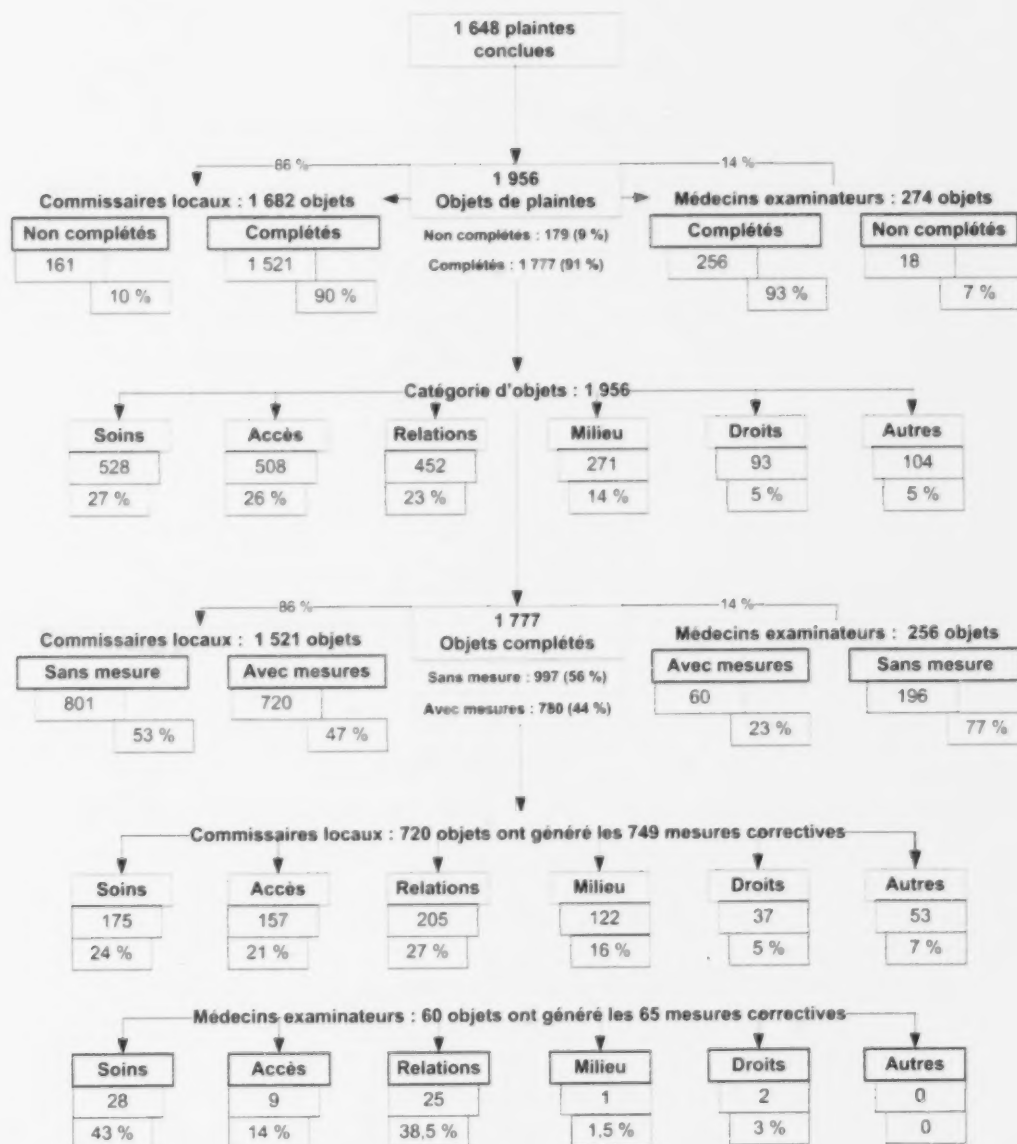 1 648 plaintes
conclues
86 %
14 %
1 956
Objets de plaintes
Non complétés : 179 (9 %)
Complétés : 1 777 (91 %)
Commissaires locaux : 1 682 objets
Non complétés Complétés
161 1 521
10 % 90 %
Médecins examinateurs : 274 objets
Complétés Non complétés
256 18
93 % 7 %
Catégorie d'objets : 1 956
Soins Accès Relations Milieu Droits Autres
528 508 452 271 93 104
27 % 26 % 23 % 14 % 5 % 5 %
86 %
14 %
1 777
Objets complétés
Sans mesure : 997 (56 %)
Avec mesures : 780 (44 %)
Commissaires locaux : 1 521 objets
Sans mesure Avec mesures
801 720
53 % 47 %
Médecins examinateurs : 256 objets
Avec mesures Sans mesure
60 196
23 % 77 %
Commissaires locaux : 720 objets ont généré les 749 mesures correctives
Soins Accès Relations Milieu Droits Autres
175 157 205 122 37 53
24 % 21 % 27 % 16 % 5 % 7 %
Médecins examinateurs : 60 objets ont généré les 65 mesures correctives
Soins Accès Relations Milieu Droits Autres
28 9 25 1 2 0
43 % 14 % 38,5 % 1,5 % 3 % 0